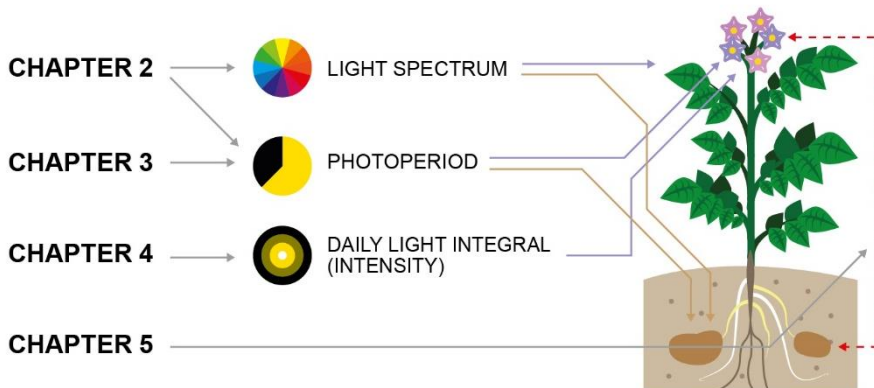 CHAPTER 2
LIGHT SPECTRUM
CHAPTER 3
PHOTOPERIOD
CHAPTER 4
DAILY LIGHT INTEGRAL
(INTENSITY)
CHAPTER 5